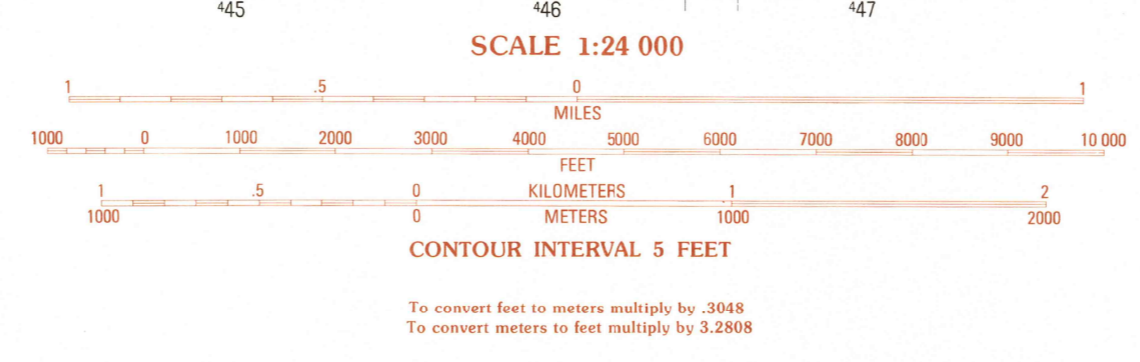 ⁴45 ⁴46 ⁴47
SCALE 1:24 000
1 .5 0 1
MILES
1000 0 1000 2000 3000 4000 5000 6000 7000 8000 9000 10 000
FEET
1 .5 0 KILOMETERS 1 2
1000 0 METERS 1000 2000
CONTOUR INTERVAL 5 FEET
To convert feet to meters multiply by .3048
To convert meters to feet multiply by 3.2808